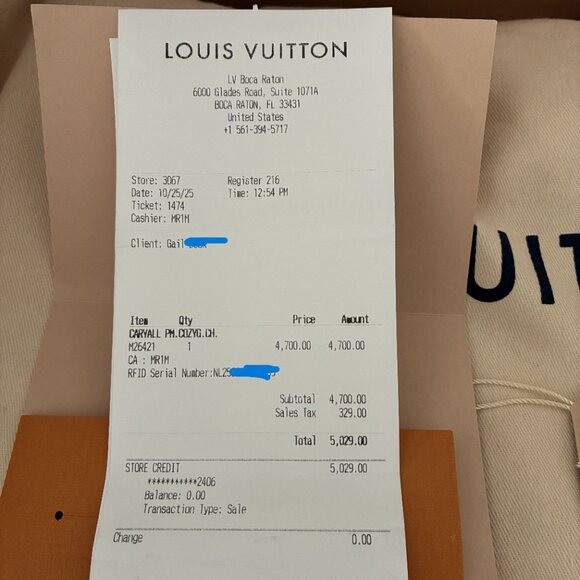 LOUIS VUITTON
LV Boca Raton
6000 Glades Road, Suite 1071A
BOCA RATON, FL 33431
United States
+1 561-394-5717
Store: 3067 Register 216
Date: 10/25/25 Time: 12:54 PM
Ticket: 1474
Cashier: MR1M
Client: Gail
Item Qty Price Amount
CARYALL PM.COZYG.CH.
M26421 1 4,700.00 4,700.00
CA : MR1M
RFID Serial Number:NL25
Subtotal 4,700.00
Sales Tax 329.00
Total 5,029.00
STORE CREDIT 5,029.00
***********2406
Balance: 0.00
Transaction Type: Sale
Change 0.00
UIT